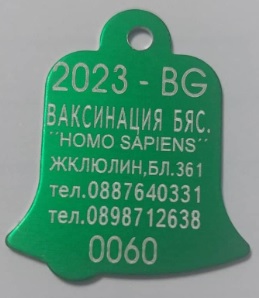 2023 - BG
ВАКСИНАЦИЯ БЯС.
´´HOMO SAPIENS´´
ЖКЛЮЛИН,БЛ.361
тел.0887640331
тел.0898712638
0060